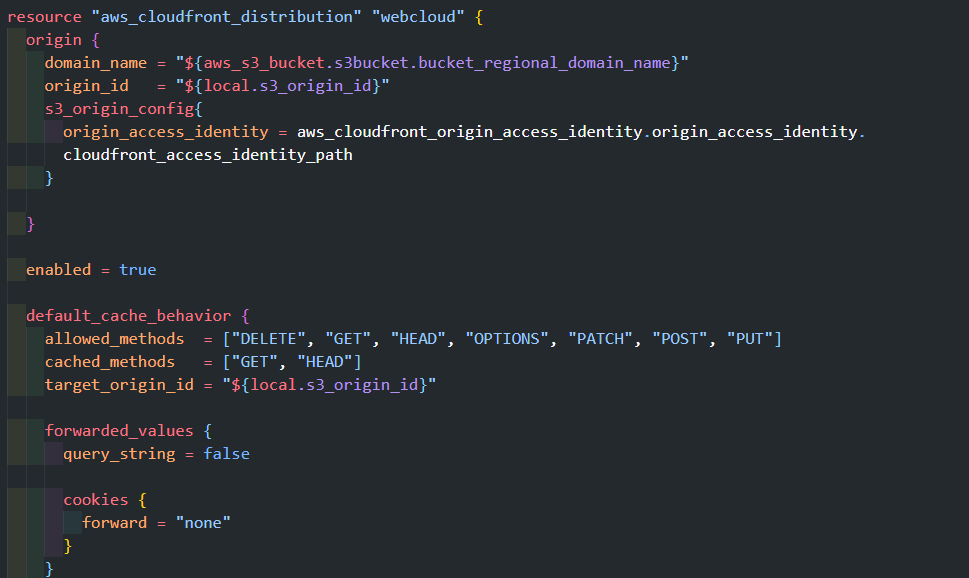 resource "aws_cloudfront_distribution" "webcloud" {
  origin {
    domain_name = "${aws_s3_bucket.s3bucket.bucket_regional_domain_name}"
    origin_id   = "${local.s3_origin_id}"
    s3_origin_config{
      origin_access_identity = aws_cloudfront_origin_access_identity.origin_access_identity.
      cloudfront_access_identity_path
    }
  }
  enabled = true
  default_cache_behavior {
    allowed_methods  = ["DELETE", "GET", "HEAD", "OPTIONS", "PATCH", "POST", "PUT"]
    cached_methods   = ["GET", "HEAD"]
    target_origin_id = "${local.s3_origin_id}"
    forwarded_values {
      query_string = false
      cookies {
        forward = "none"
      }
    }